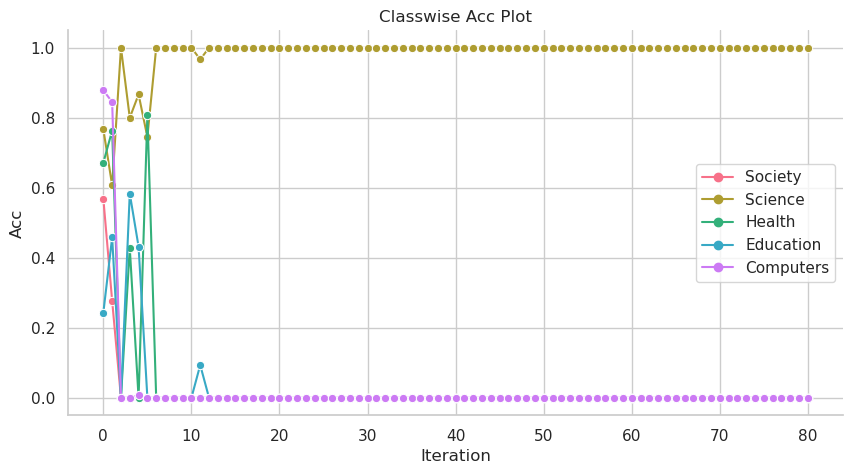 Classwise Acc Plot
1.0
0.8
0.6
0.4
0.2
0.0
Acc
Society
Science
Health
Education
Computers
0 10 20 30 40 50 60 70 80
Iteration